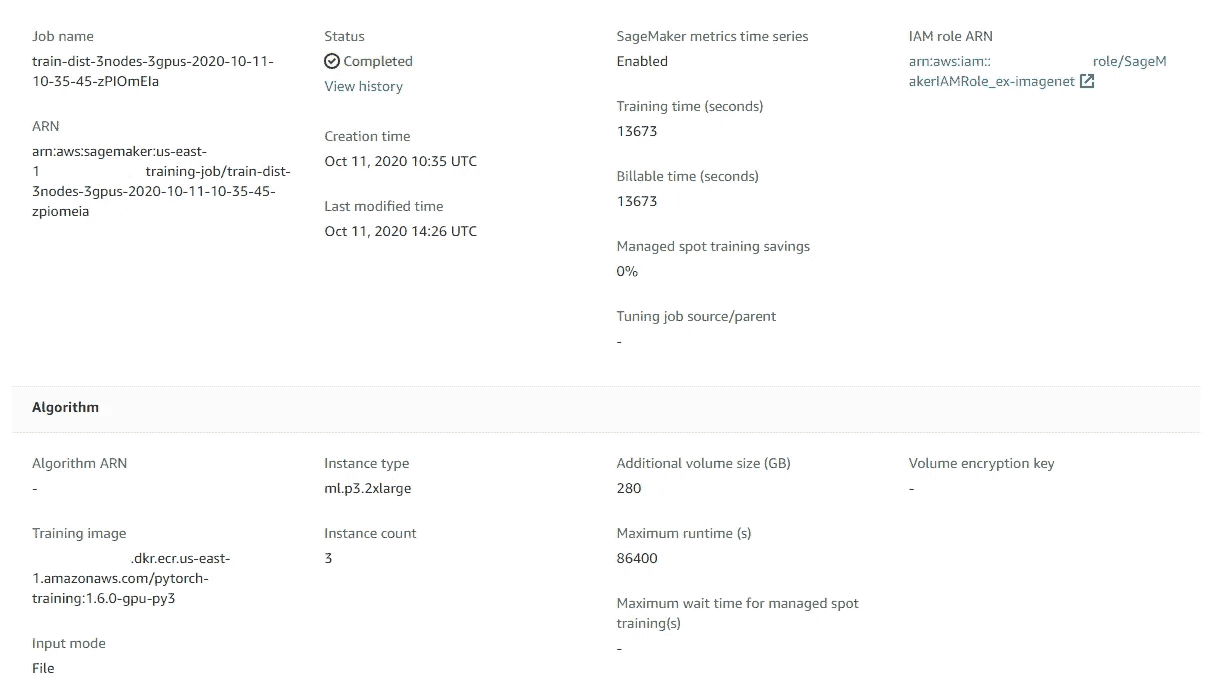 Job name
train-dist-3nodes-3gpus-2020-10-11-
10-35-45-zPIOmEIa
ARN
arn:aws:sagemaker:us-east-
1 training-job/train-dist-
3nodes-3gpus-2020-10-11-10-35-45-
zpiomeia
Status
Completed
View history
Creation time
Oct 11, 2020 10:35 UTC
Last modified time
Oct 11, 2020 14:26 UTC
SageMaker metrics time series
Enabled
Training time (seconds)
13673
Billable time (seconds)
13673
Managed spot training savings
0%
Tuning job source/parent
-
IAM role ARN
arn:aws:iam:: role/SageM
akerIAMRole_ex-imagenet
Algorithm
Algorithm ARN
-
Training image
.dkr.ecr.us-east-
1.amazonaws.com/pytorch-
training:1.6.0-gpu-py3
Input mode
File
Instance type
ml.p3.2xlarge
Instance count
3
Additional volume size (GB)
280
Maximum runtime (s)
86400
Maximum wait time for managed spot
training(s)
-
Volume encryption key
-